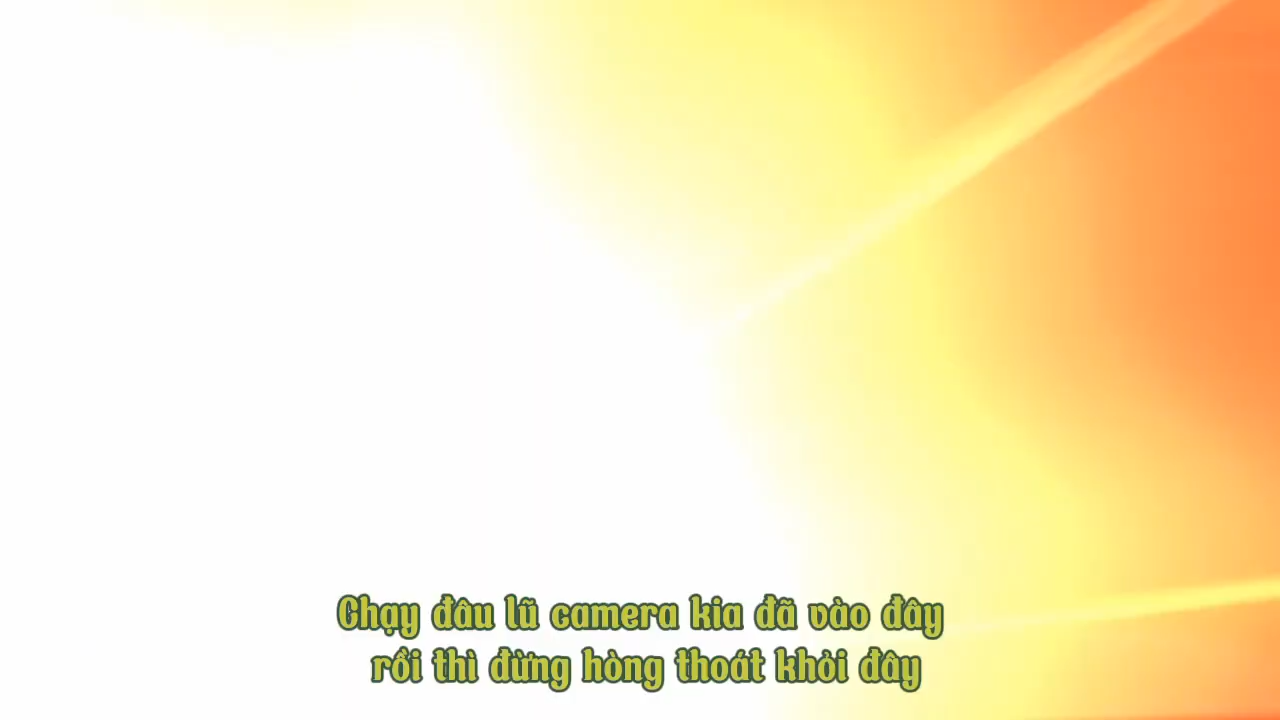 Chạy đâu lũ camera kia đã vào đây
rồi thì đừng hòng thoát khỏi đây